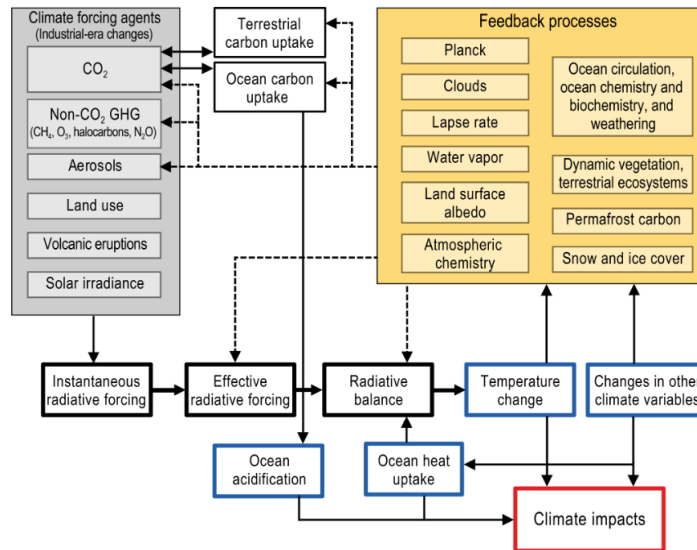 Climate forcing agents
(Industrial-era changes)
CO₂
Non-CO₂ GHG
(CH₄, O₃, halocarbons, N₂O)
Aerosols
Land use
Volcanic eruptions
Solar irradiance
Terrestrial
carbon uptake
Ocean carbon
uptake
Feedback processes
Planck
Clouds
Lapse rate
Water vapor
Land surface
albedo
Atmospheric
chemistry
Ocean circulation,
ocean chemistry and
biochemistry, and
weathering
Dynamic vegetation,
terrestrial ecosystems
Permafrost carbon
Snow and ice cover
Instantaneous
radiative forcing
Effective
radiative forcing
Radiative
balance
Temperature
change
Changes in other
climate variables
Ocean
acidification
Ocean heat
uptake
Climate impacts